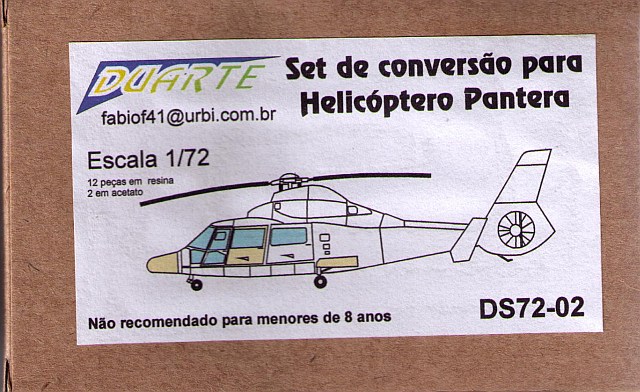 DUARTE
Set de conversão para
Helicóptero Pantera
fabiof41@urbi.com.br
Escala 1/72
12 peças em resina
2 em acetato
Não recomendado para menores de 8 anos
DS72-02